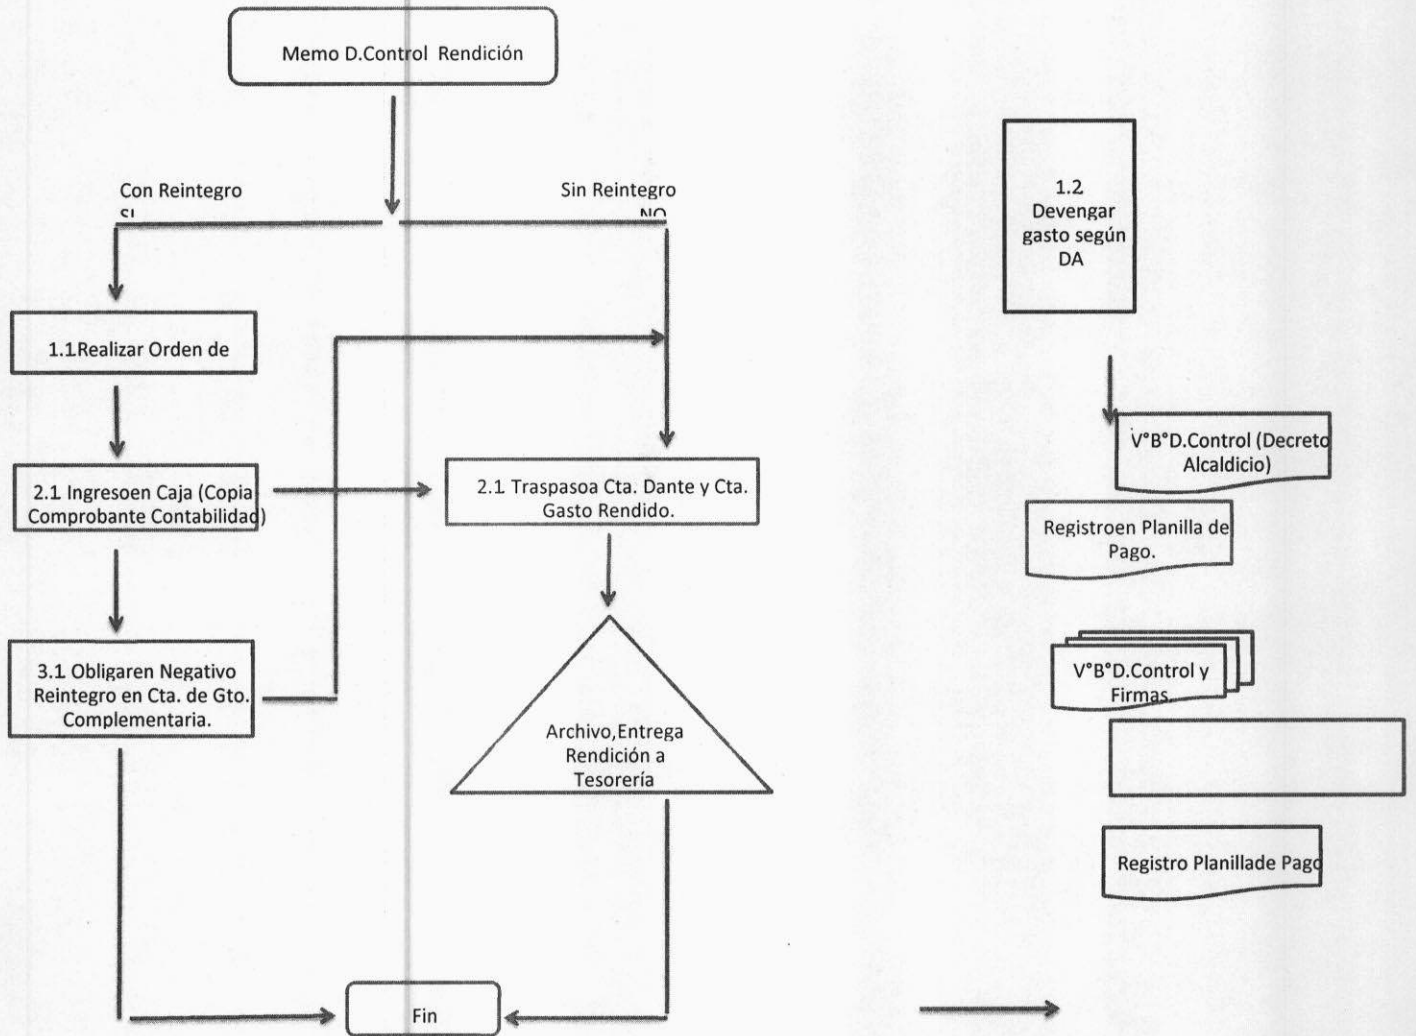 Memo D.Control Rendición
Con Reintegro
SI
Sin Reintegro
NO
1.1Realizar Orden de
2.1 Ingresoen Caja (Copia
Comprobante Contabilidad)
3.1 Obligaren Negativo
Reintegro en Cta. de Gto.
Complementaria.
2.1 Traspasoa Cta. Dante y Cta.
Gasto Rendido.
Archivo,Entrega
Rendición a
Tesorería
Fin
1.2
Devengar
gasto según
DA
V°B°D.Control (Decreto
Alcaldicio)
Registroen Planilla de
Pago.
V°B°D.Control y
Firmas.
Registro Planillade Pago